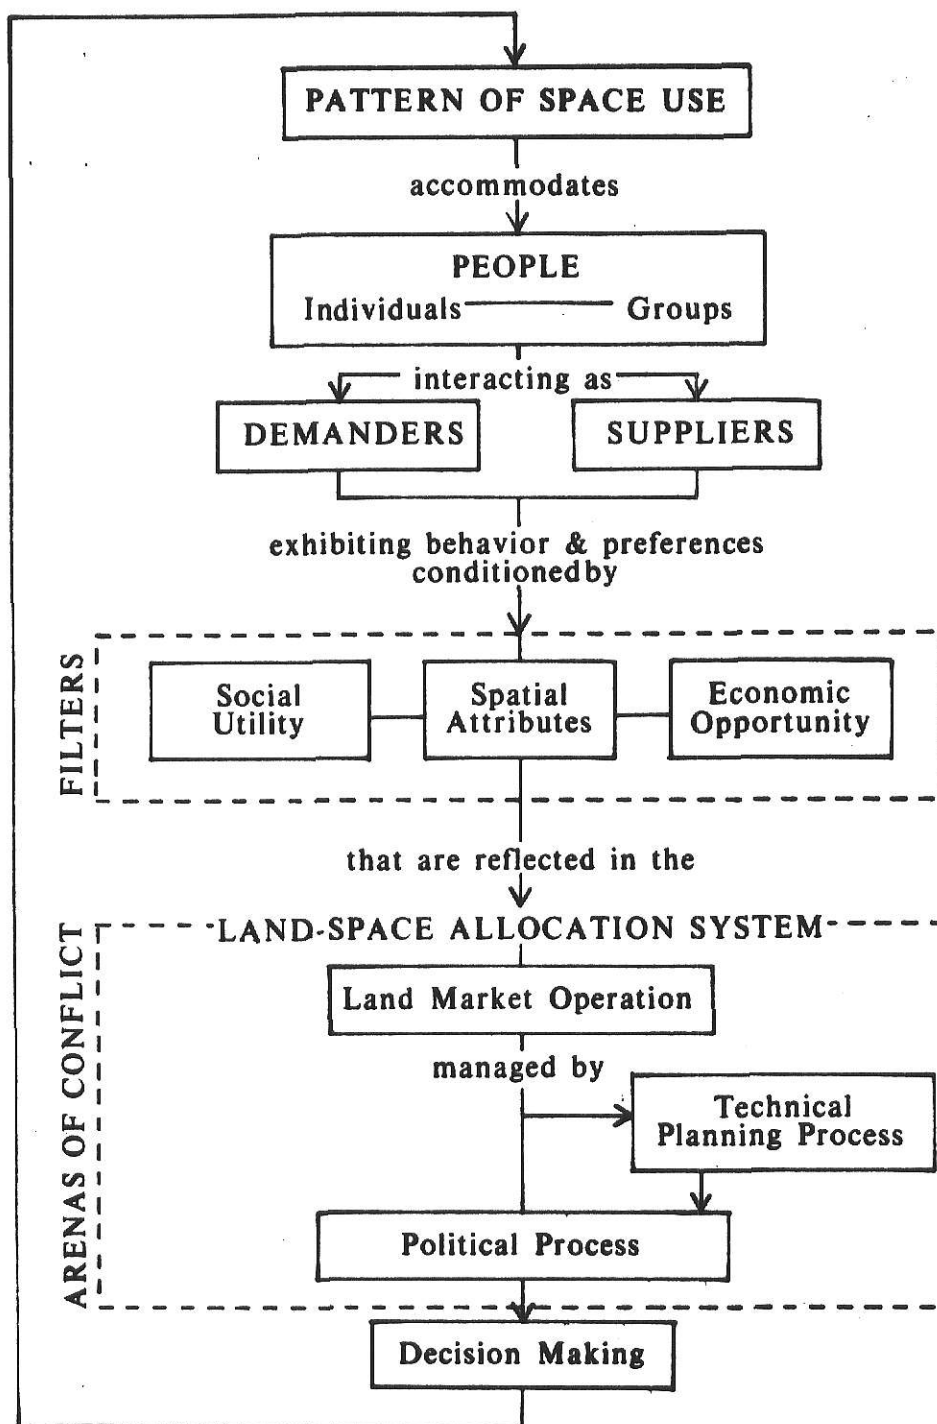 PATTERN OF SPACE USE
accommodates
PEOPLE
Individuals Groups
interacting as
DEMANDERS SUPPLIERS
exhibiting behavior & preferences
conditioned by
FILTERS
Social
Utility
Spatial
Attributes
Economic
Opportunity
that are reflected in the
ARENAS OF CONFLICT
LAND-SPACE ALLOCATION SYSTEM
Land Market Operation
managed by
Technical
Planning Process
Political Process
Decision Making